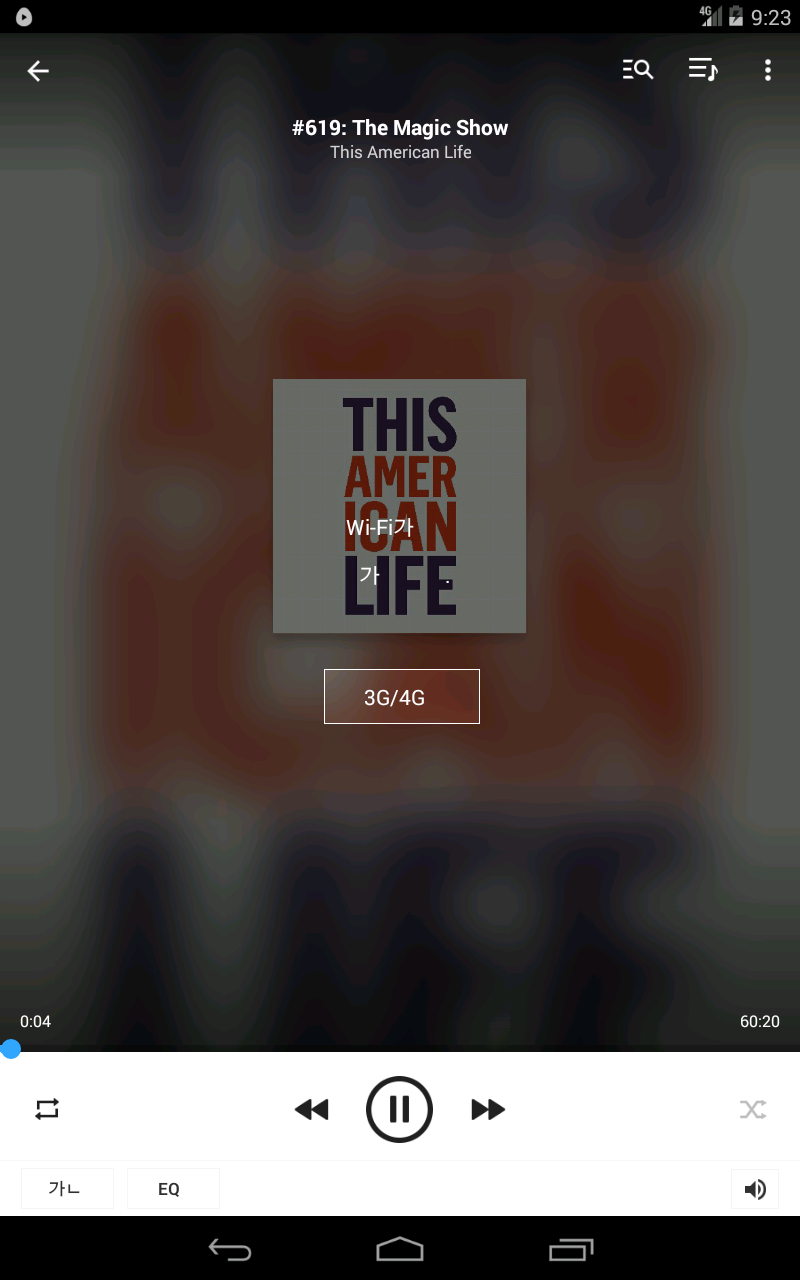 9:23
4G
#619: The Magic Show
This American Life
THIS
AMER
ICAN
LIFE
Wi-Fi가
가 .
3G/4G
0:04
60:20
가ㄴ
EQ